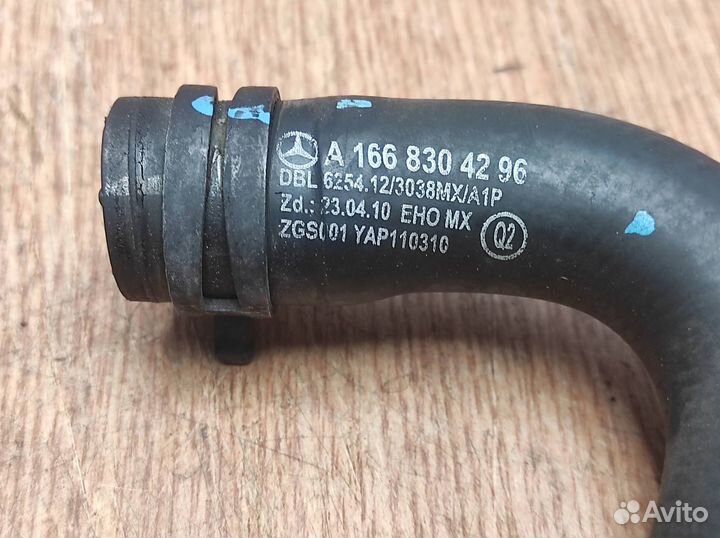 A 166 830 42 96
DBL 6254.12/3038MX/A1P
Zd.: 23.04.10 EHO MX
ZGS: 01 YAP110310
Q2
Avito